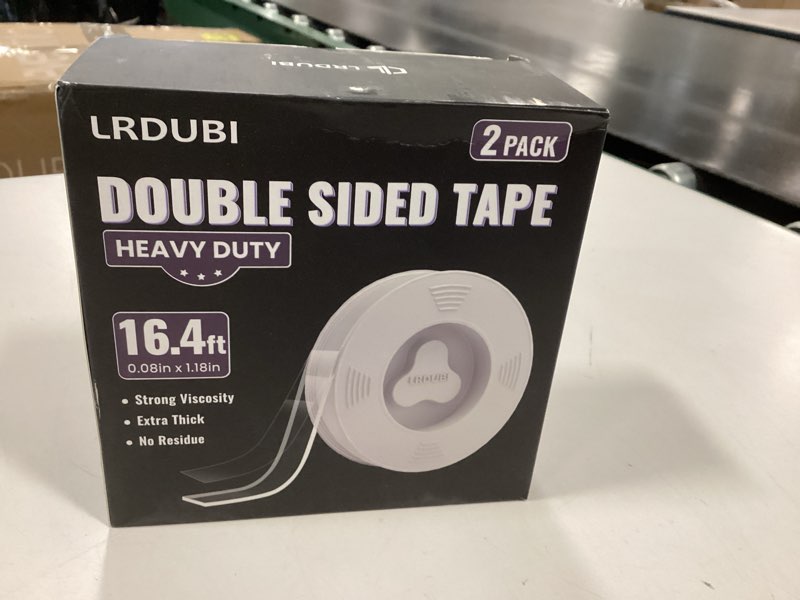 LRDUBI
LRDUBI
2 PACK
DOUBLE SIDED TAPE
HEAVY DUTY
16.4ft
0.08in x 1.18in
• Strong Viscosity
• Extra Thick
• No Residue
LRDUBI